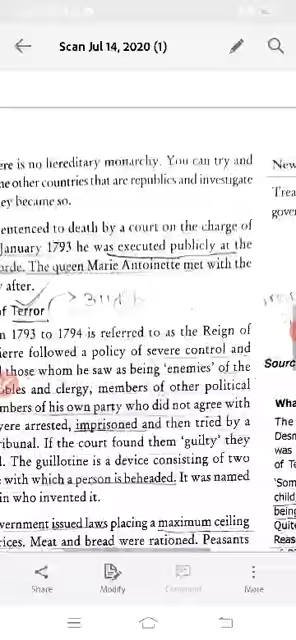 Scan Jul 14, 2020 (1)
ere is no hereditary monarchy. You can try and
he other countries that are republics and investigate
ey became so.
entenced to death by a court on the charge of
January 1793 he was executed publicly at the
orde. The queen Marie Antoinette met with the
after.
of Terror
m 1793 to 1794 is referred to as the Reign of
ierre followed a policy of severe control and
those whom he saw as being 'enemies' of the
bles and clergy, members of other political
mbers of his own party who did not agree with
vere arrested, imprisoned and then tried by a
ribunal. If the court found them 'guilty' they
. The guillotine is a device consisting of two
with which a person is beheaded. It was named
in who invented it.
vernment issued laws placing a maximum ceiling
rices. Meat and bread were rationed. Peasants
New
Trea
gover
Sourc
Wha
The
Desm
was
of Te
'Som
child
being
Quite
Reas
Share
Modify
Comment
More